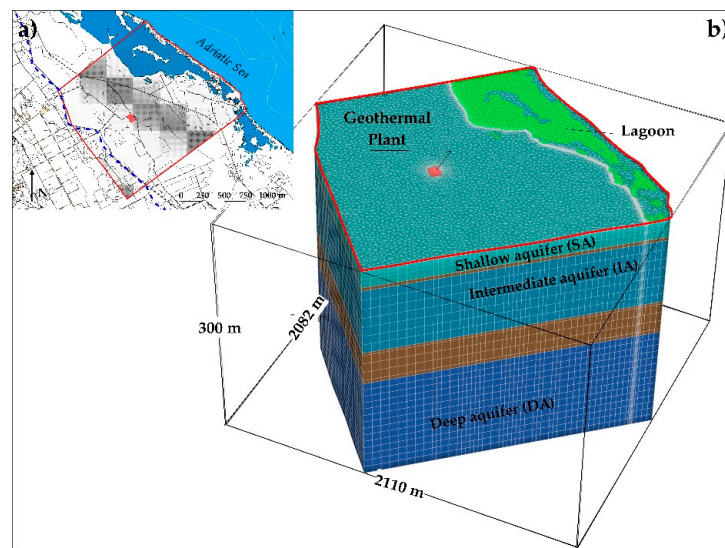 a)
Adriatic Sea
N
0 250 500 750 1000 m
b)
Geothermal
Plant
Lagoon
Shallow aquifer (SA)
Intermediate aquifer (IA)
Deep aquifer (DA)
300 m
2082 m
2110 m